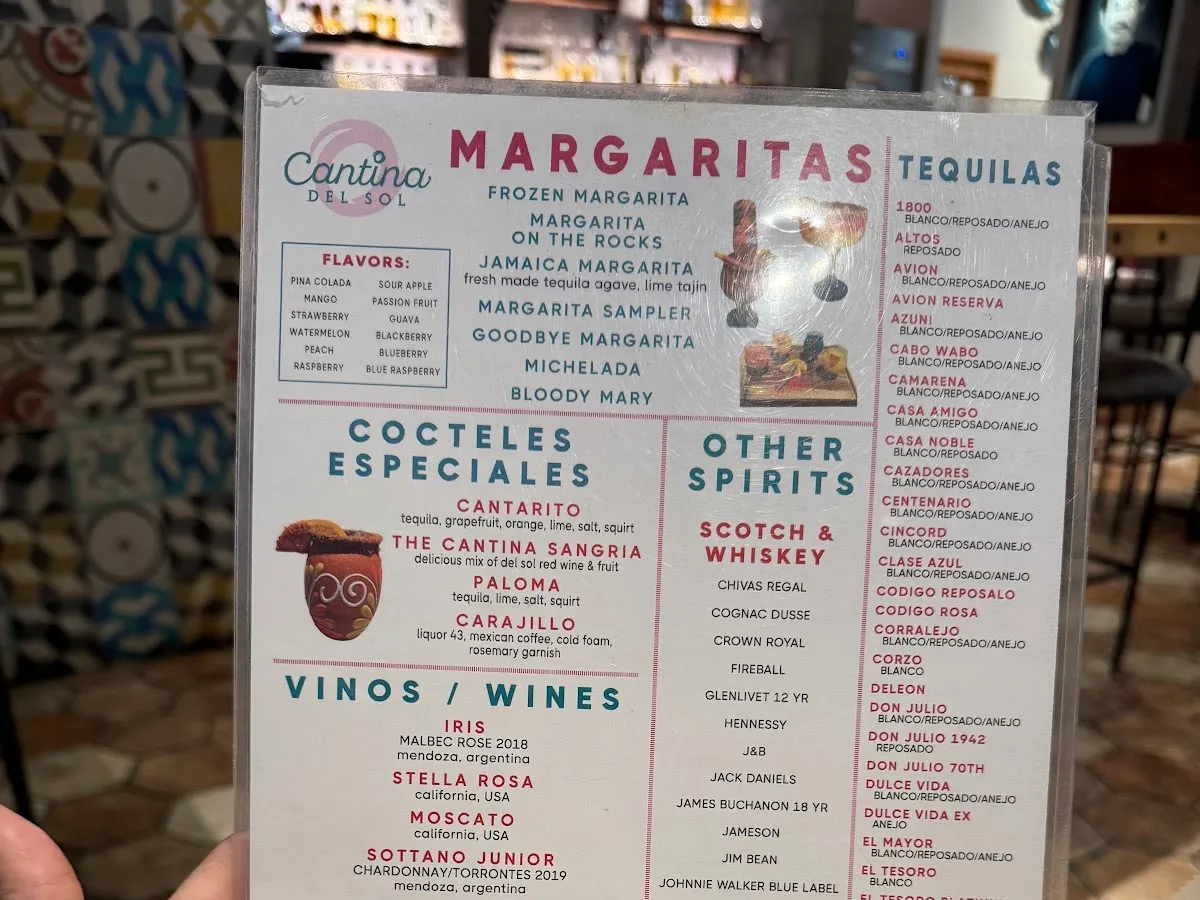 Cantina
DEL SOL
MARGARITAS
FROZEN MARGARITA
MARGARITA
ON THE ROCKS
JAMAICA MARGARITA
fresh made tequila agave, lime tajin
MARGARITA SAMPLER
GOODBYE MARGARITA
MICHELADA
BLOODY MARY
FLAVORS:
PINA COLADA
MANGO
STRAWBERRY
WATERMELON
PEACH
RASPBERRY
SOUR APPLE
PASSION FRUIT
GUAVA
BLACKBERRY
BLUEBERRY
BLUE RASPBERRY
COCTELES
ESPECIALES
CANTARITO
tequila, grapefruit, orange, lime, salt, squirt
THE CANTINA SANGRIA
delicious mix of del sol red wine & fruit
PALOMA
tequila, lime, salt, squirt
CARAJILLO
liquor 43, mexican coffee, cold foam,
rosemary garnish
VINOS / WINES
IRIS
MALBEC ROSE 2018
mendoza, argentina
STELLA ROSA
california, USA
MOSCATO
california, USA
SOTTANO JUNIOR
CHARDONNAY/TORRONTES 2019
mendoza, argentina
OTHER
SPIRITS
SCOTCH &
WHISKEY
CHIVAS REGAL
COGNAC DUSSE
CROWN ROYAL
FIREBALL
GLENLIVET 12 YR
HENNESSY
J&B
JACK DANIELS
JAMES BUCHANON 18 YR
JAMESON
JIM BEAN
JOHNNIE WALKER BLUE LABEL
TEQUILAS
1800
BLANCO/REPOSADO/ANEJO
ALTOS
REPOSADO
AVION
BLANCO/REPOSADO/ANEJO
AVION RESERVA
AZUNI
BLANCO/REPOSADO/ANEJO
CABO WABO
BLANCO/REPOSADO/ANEJO
CAMARENA
BLANCO/REPOSADO/ANEJO
CASA AMIGO
BLANCO/REPOSADO/ANEJO
CASA NOBLE
BLANCO/REPOSADO
CAZADORES
BLANCO/REPOSADO/ANEJO
CENTENARIO
BLANCO/REPOSADO/ANEJO
CINCORD
BLANCO/REPOSADO/ANEJO
CLASE AZUL
BLANCO/REPOSADO/ANEJO
CODIGO REPOSALO
CODIGO ROSA
CORRALEJO
BLANCO/REPOSADO/ANEJO
CORZO
BLANCO
DELEON
DON JULIO
BLANCO/REPOSADO/ANEJO
DON JULIO 1942
REPOSADO
DON JULIO 70TH
DULCE VIDA
BLANCO/REPOSADO/ANEJO
DULCE VIDA EX
ANEJO
EL MAYOR
BLANCO/REPOSADO/ANEJO
EL TESORO
BLANCO
EL TESORO